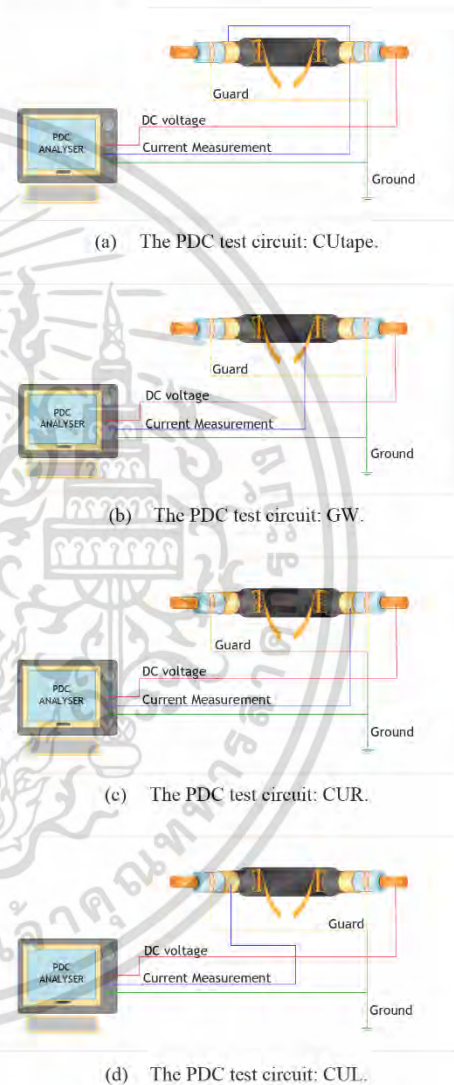 Guard
DC voltage
PDC
ANALYSER
Current Measurement
Ground
(a) The PDC test circuit: CUtape.
Guard
DC voltage
PDC
ANALYSER
Current Measurement
Ground
(b) The PDC test circuit: GW.
Guard
DC voltage
PDC
ANALYSER
Current Measurement
Ground
(c) The PDC test circuit: CUR.
Guard
DC voltage
PDC
ANALYSER
Current Measurement
Ground
(d) The PDC test circuit: CUL.